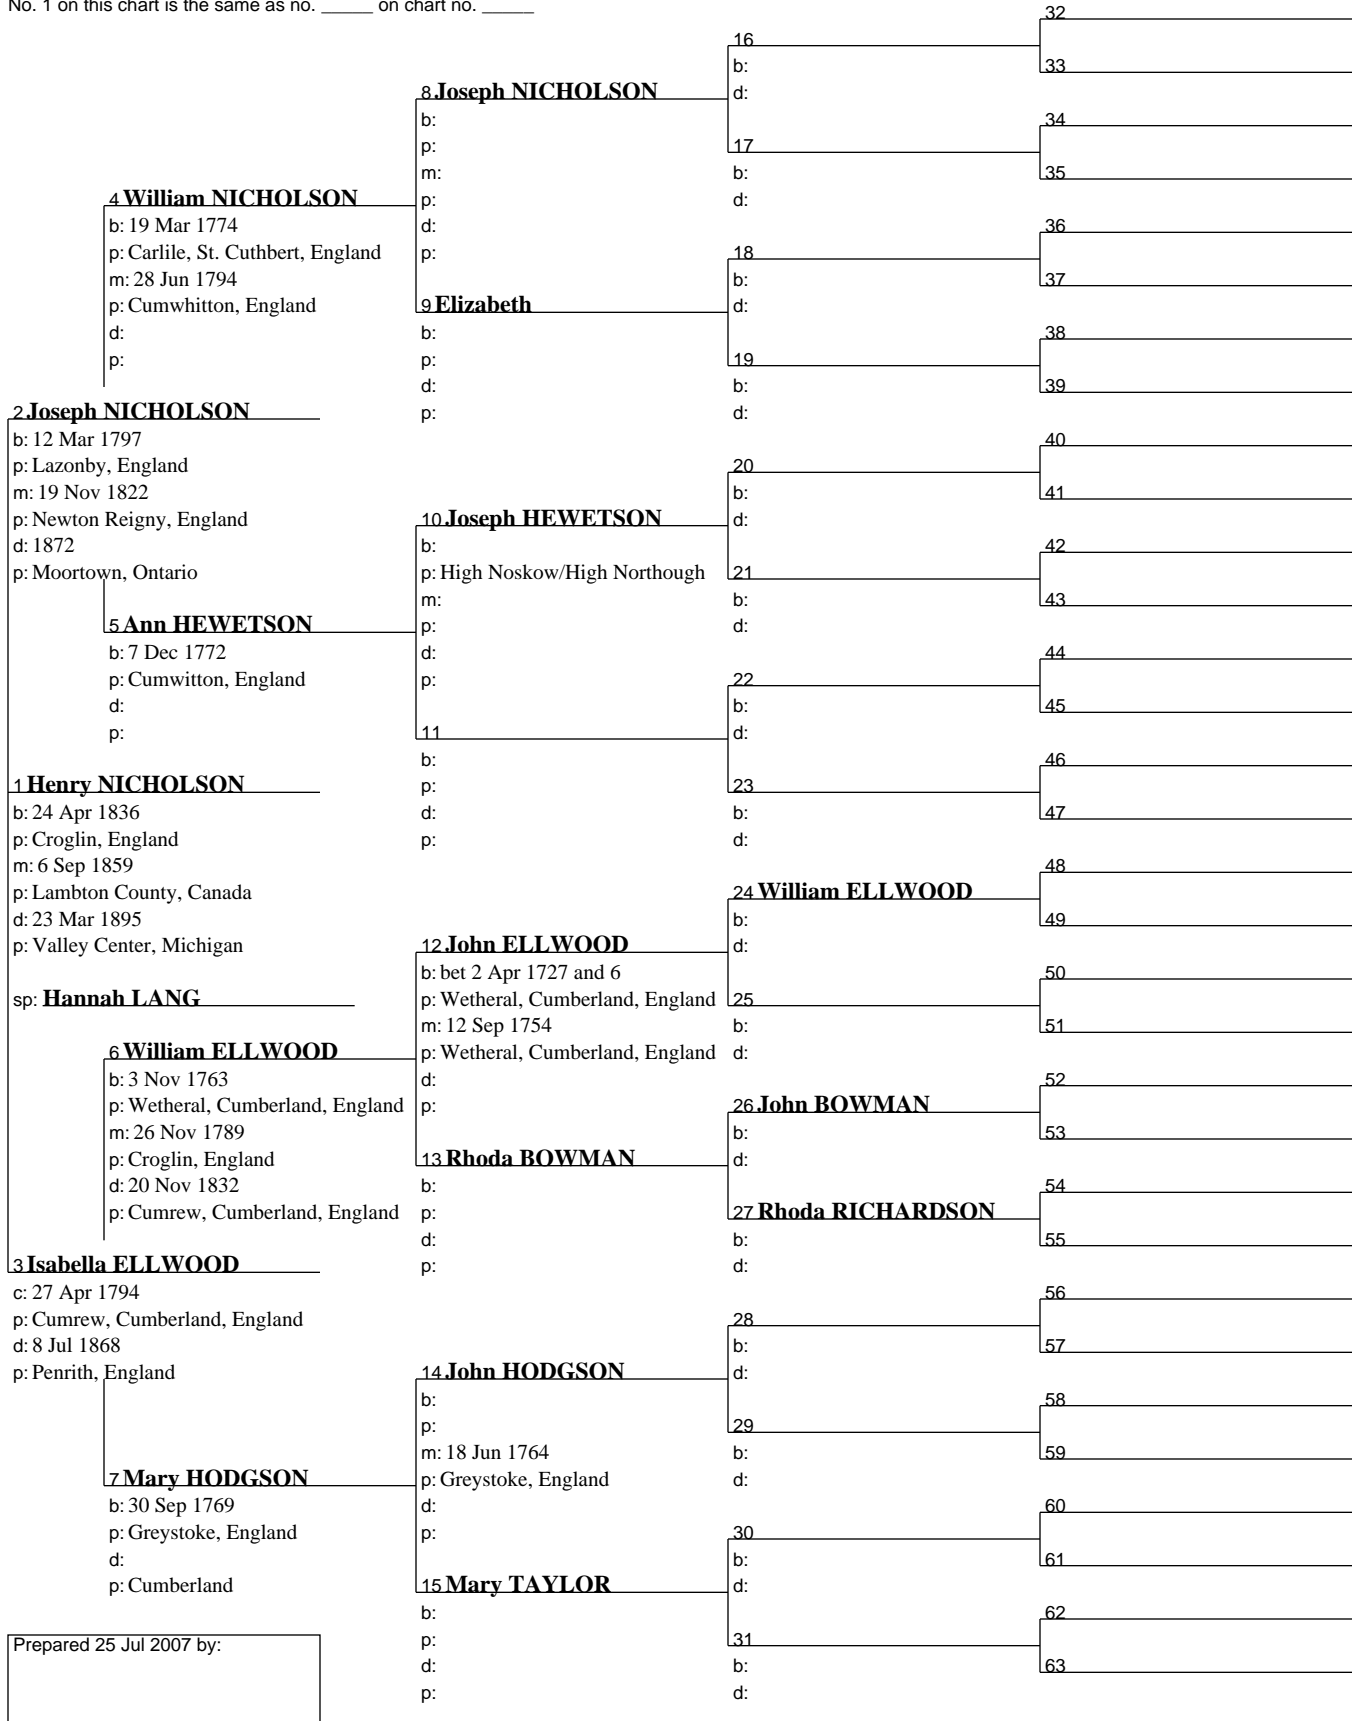 No. 1 on this chart is the same as no. _____ on chart no. _____
32
16
b:
33
8 Joseph NICHOLSON
d:
b:
34
p:
17
m:
b:
35
4 William NICHOLSON
p:
d:
b: 19 Mar 1774
d:
36
p: Carlile, St. Cuthbert, England
p:
18
m: 28 Jun 1794
b:
37
p: Cumwhitton, England
9 Elizabeth
d:
d:
b:
38
p:
p:
19
d:
b:
39
2 Joseph NICHOLSON
p:
d:
b: 12 Mar 1797
40
p: Lazonby, England
20
m: 19 Nov 1822
b:
41
p: Newton Reigny, England
10 Joseph HEWETSON
d:
d: 1872
b:
42
p: Moortown, Ontario
p: High Noskow/High Northough
21
m:
b:
43
5 Ann HEWETSON
p:
d:
b: 7 Dec 1772
d:
44
p: Cumwitton, England
p:
22
d:
b:
45
p:
11
d:
b:
46
1 Henry NICHOLSON
p:
23
b: 24 Apr 1836
d:
b:
47
p: Croglin, England
p:
d:
m: 6 Sep 1859
48
p: Lambton County, Canada
24 William ELLWOOD
d: 23 Mar 1895
b:
49
p: Valley Center, Michigan
12 John ELLWOOD
d:
b: bet 2 Apr 1727 and 6
50
sp: Hannah LANG
p: Wetheral, Cumberland, England
25
m: 12 Sep 1754
b:
51
6 William ELLWOOD
p: Wetheral, Cumberland, England
d:
b: 3 Nov 1763
d:
52
p: Wetheral, Cumberland, England
p:
26 John BOWMAN
m: 26 Nov 1789
b:
53
p: Croglin, England
13 Rhoda BOWMAN
d:
d: 20 Nov 1832
b:
54
p: Cumrew, Cumberland, England
p:
27 Rhoda RICHARDSON
d:
b:
55
3 Isabella ELLWOOD
p:
d:
c: 27 Apr 1794
56
p: Cumrew, Cumberland, England
28
d: 8 Jul 1868
b:
57
p: Penrith, England
14 John HODGSON
d:
b:
58
p:
29
m: 18 Jun 1764
b:
59
7 Mary HODGSON
p: Greystoke, England
d:
b: 30 Sep 1769
d:
60
p: Greystoke, England
p:
30
d:
b:
61
p: Cumberland
15 Mary TAYLOR
d:
b:
62
Prepared 25 Jul 2007 by:
p:
31
d:
b:
63
p:
d: